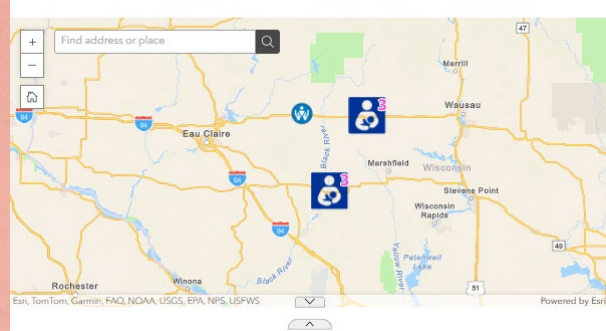 +
Find address or place
−
47
Merrill
3
94
94
Wausau
Eau Claire
Black River
Marshfield
Wisconsin
94
3
Stevens Point
Wisconsin
Rapids
94
49
Black River
Yellow River
Petenwell
Lake
Rochester
Winona
51
Esri, TomTom, Garmin, FAO, NOAA, USGS, EPA, NPS, USFWS
Powered by Esri